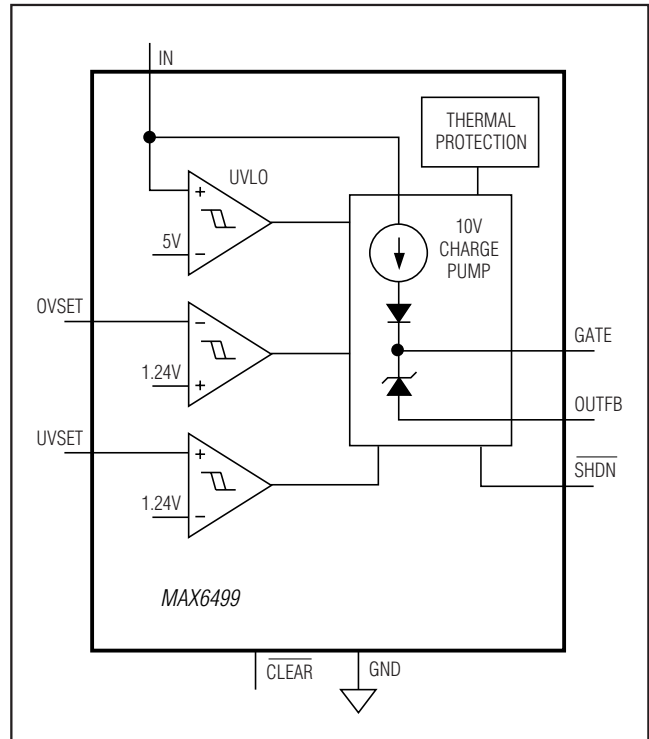 IN
THERMAL
PROTECTION
UVLO
+
5V
−
10V
CHARGE
PUMP
OVSET
−
1.24V
+
GATE
OUTFB
UVSET
+
1.24V
−
SHDN
MAX6499
CLEAR
GND